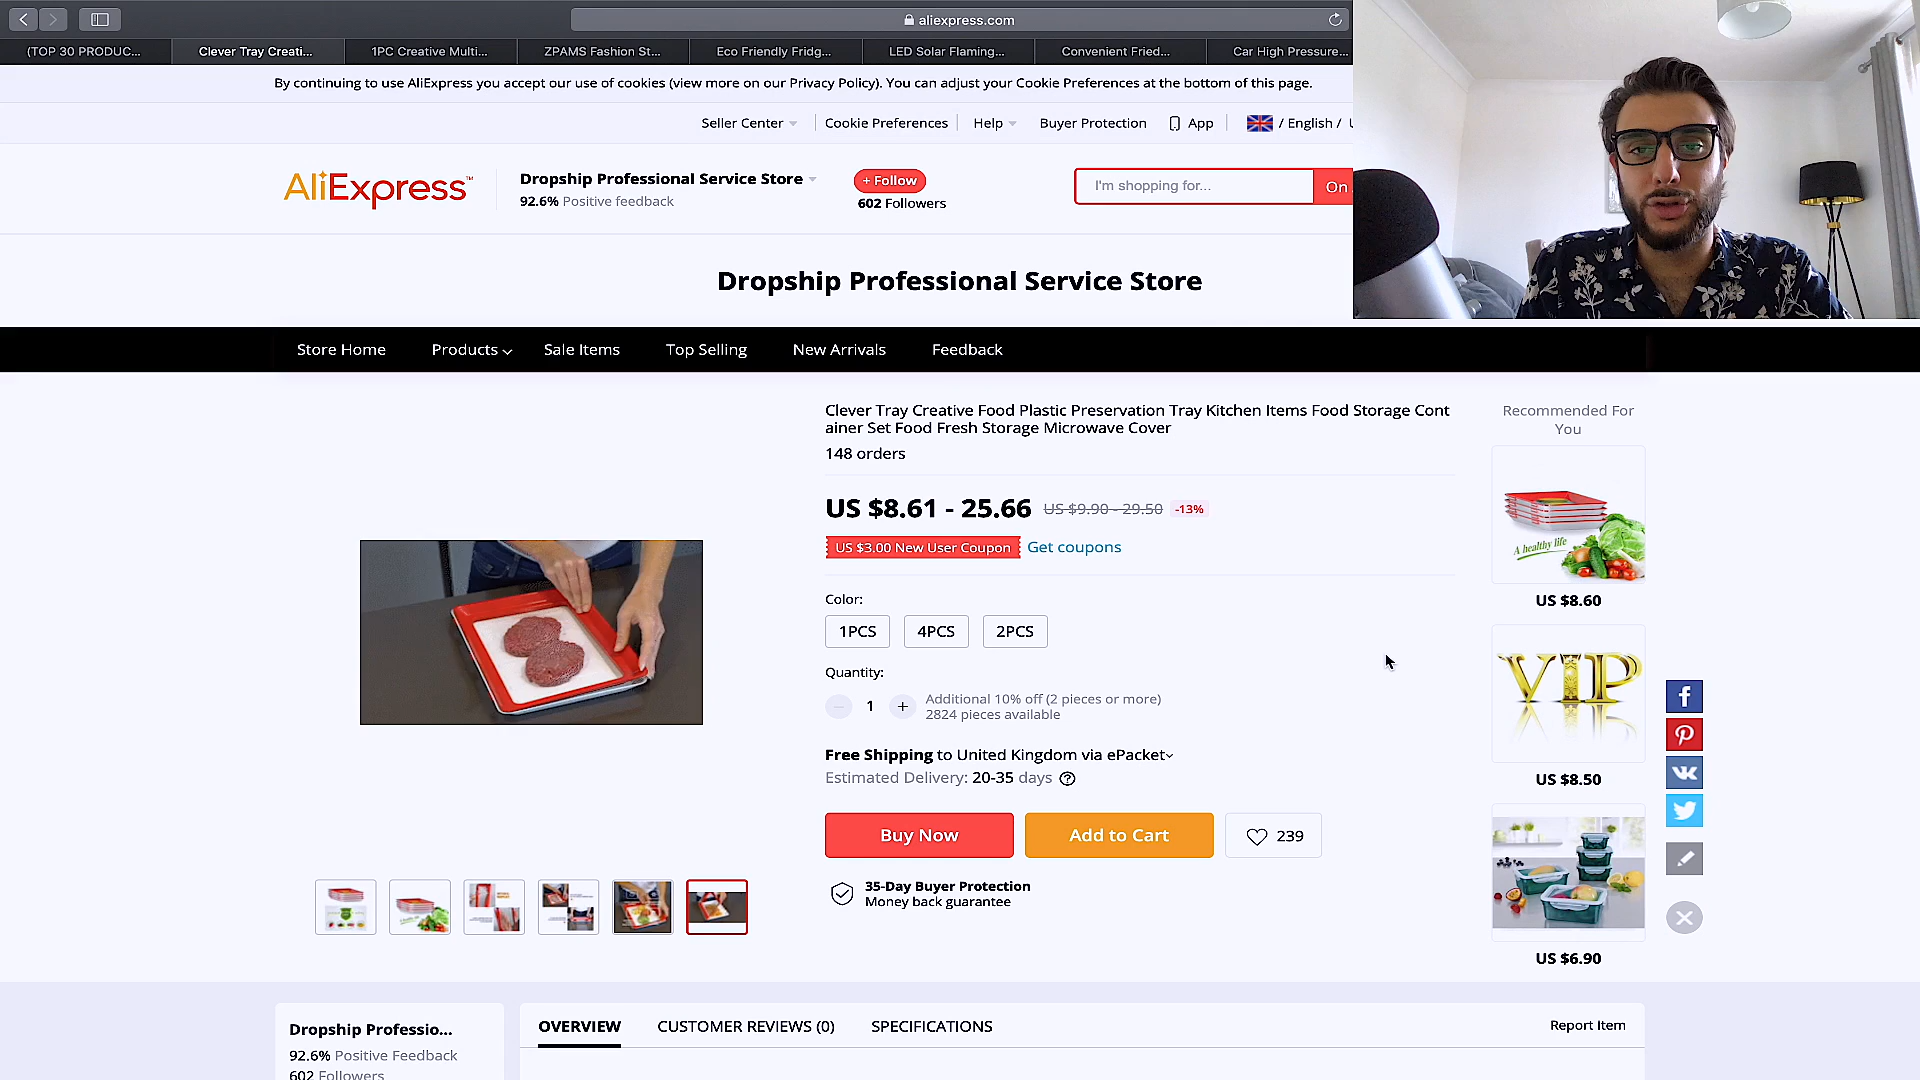 aliexpress.com
(TOP 30 PRODUC...
Clever Tray Creati...
1PC Creative Multi...
ZPAMS Fashion St...
Eco Friendly Fridg...
LED Solar Flaming...
Convenient Fried...
Car High Pressure...
By continuing to use AliExpress you accept our use of cookies (view more on our Privacy Policy). You can adjust your Cookie Preferences at the bottom of this page.
Seller Center
Cookie Preferences
Help
Buyer Protection
App
/ English /
AliExpress™
Dropship Professional Service Store
92.6% Positive feedback
+ Follow
602 Followers
I'm shopping for...
On
Dropship Professional Service Store
Store Home
Products
Sale Items
Top Selling
New Arrivals
Feedback
Clever Tray Creative Food Plastic Preservation Tray Kitchen Items Food Storage Cont
ainer Set Food Fresh Storage Microwave Cover
148 orders
US $8.61 - 25.66 US $9.90 - 29.50 -13%
US $3.00 New User Coupon Get coupons
Color:
1PCS
4PCS
2PCS
Quantity:
1
Additional 10% off (2 pieces or more)
2824 pieces available
Free Shipping to United Kingdom via ePacket
Estimated Delivery: 20-35 days
Buy Now
Add to Cart
239
35-Day Buyer Protection
Money back guarantee
Recommended For
You
A healthy life
US $8.60
VIP
US $8.50
US $6.90
Dropship Professio...
92.6% Positive Feedback
602 Followers
OVERVIEW
CUSTOMER REVIEWS (0)
SPECIFICATIONS
Report Item